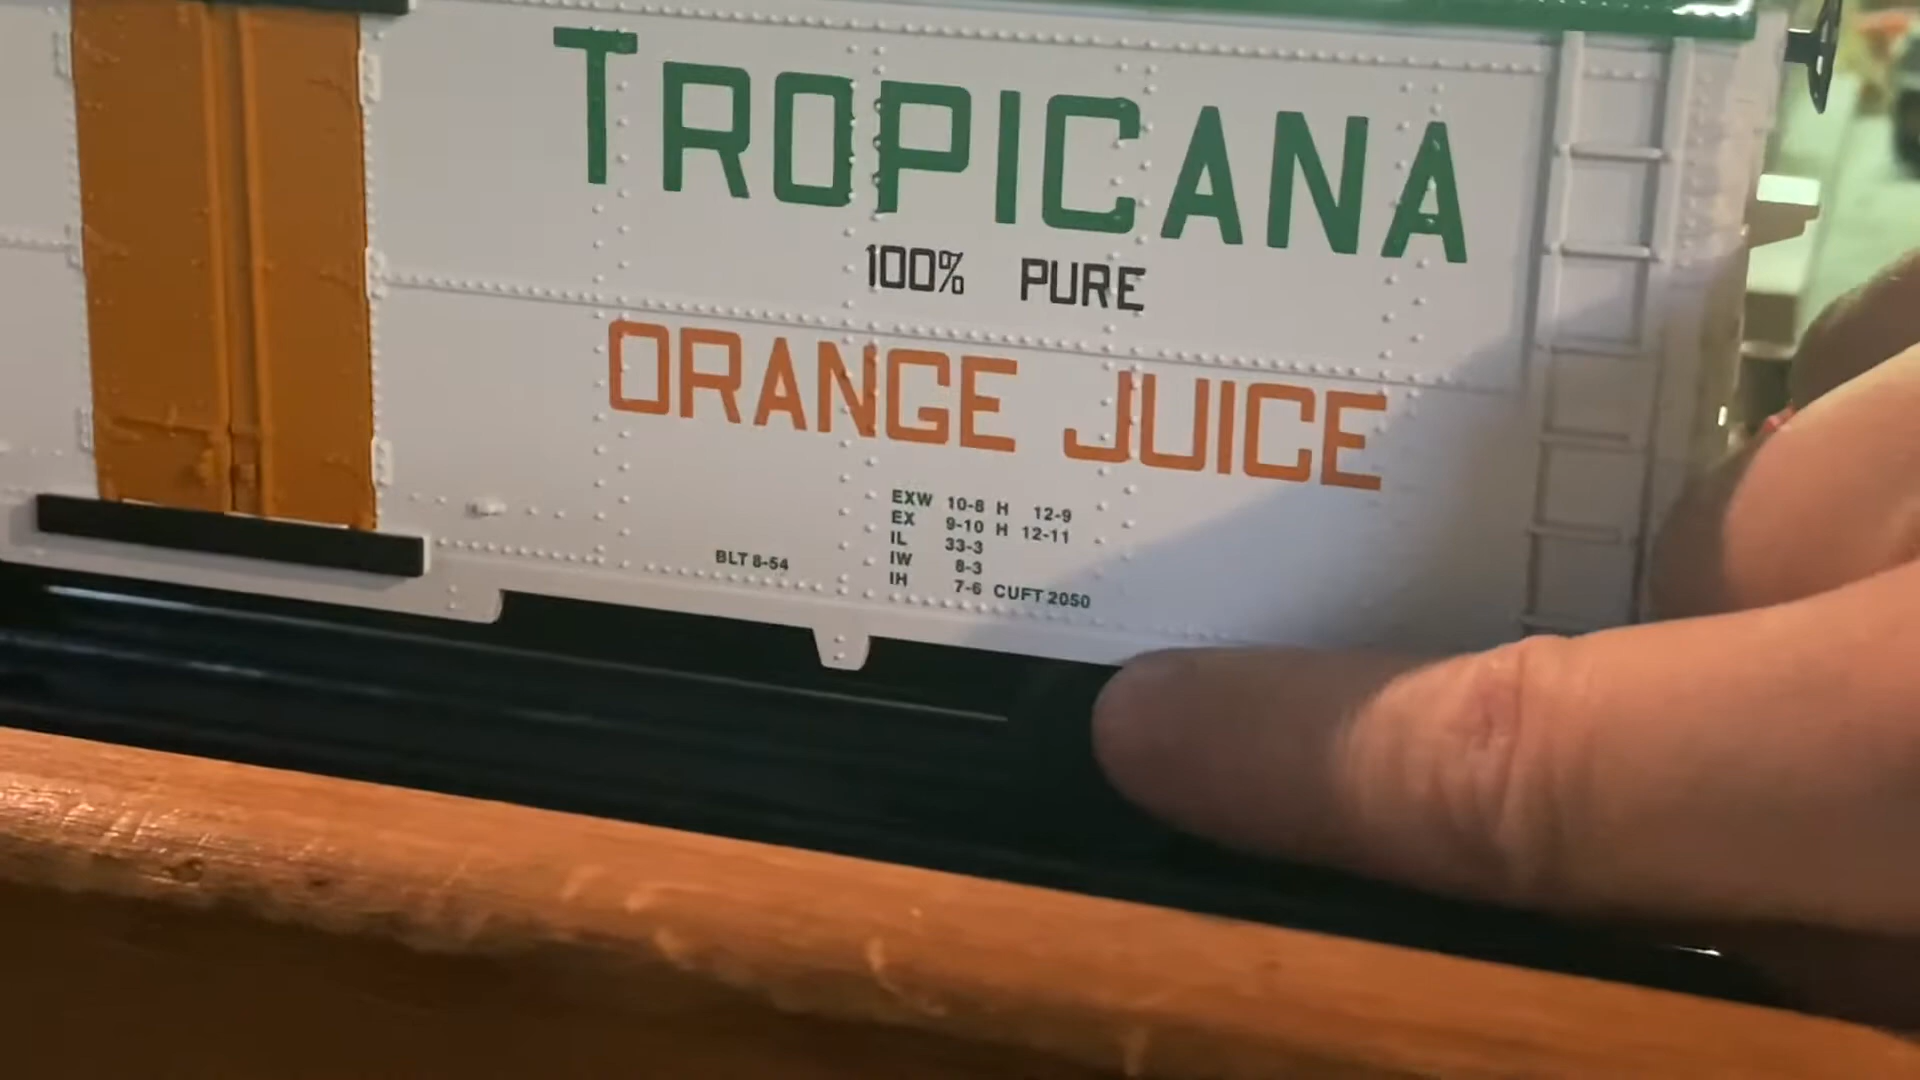 TROPICANA
100% PURE
ORANGE JUICE
EXW 10-8 H 12-9
EX 9-10 H 12-11
IL 33-3
IW 8-3
IH 7-6 CUFT 2050
BLT 8-54